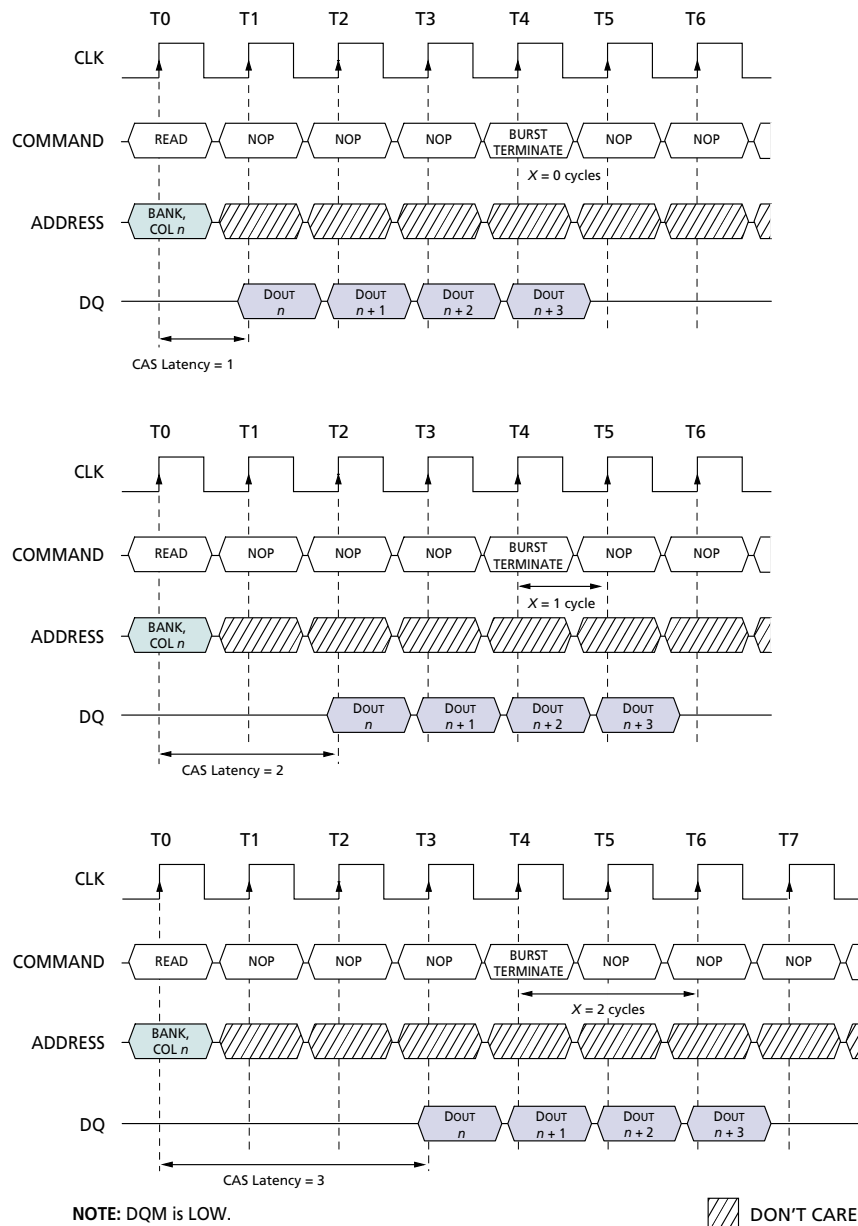 T0 T1 T2 T3 T4 T5 T6
CLK
COMMAND READ NOP NOP NOP BURST TERMINATE NOP NOP
X = 0 cycles
ADDRESS BANK, COL n
DQ DOUT n DOUT n + 1 DOUT n + 2 DOUT n + 3
CAS Latency = 1
T0 T1 T2 T3 T4 T5 T6
CLK
COMMAND READ NOP NOP NOP BURST TERMINATE NOP NOP
X = 1 cycle
ADDRESS BANK, COL n
DQ DOUT n DOUT n + 1 DOUT n + 2 DOUT n + 3
CAS Latency = 2
T0 T1 T2 T3 T4 T5 T6 T7
CLK
COMMAND READ NOP NOP NOP BURST TERMINATE NOP NOP NOP
X = 2 cycles
ADDRESS BANK, COL n
DQ DOUT n DOUT n + 1 DOUT n + 2 DOUT n + 3
CAS Latency = 3
NOTE: DQM is LOW. DON'T CARE